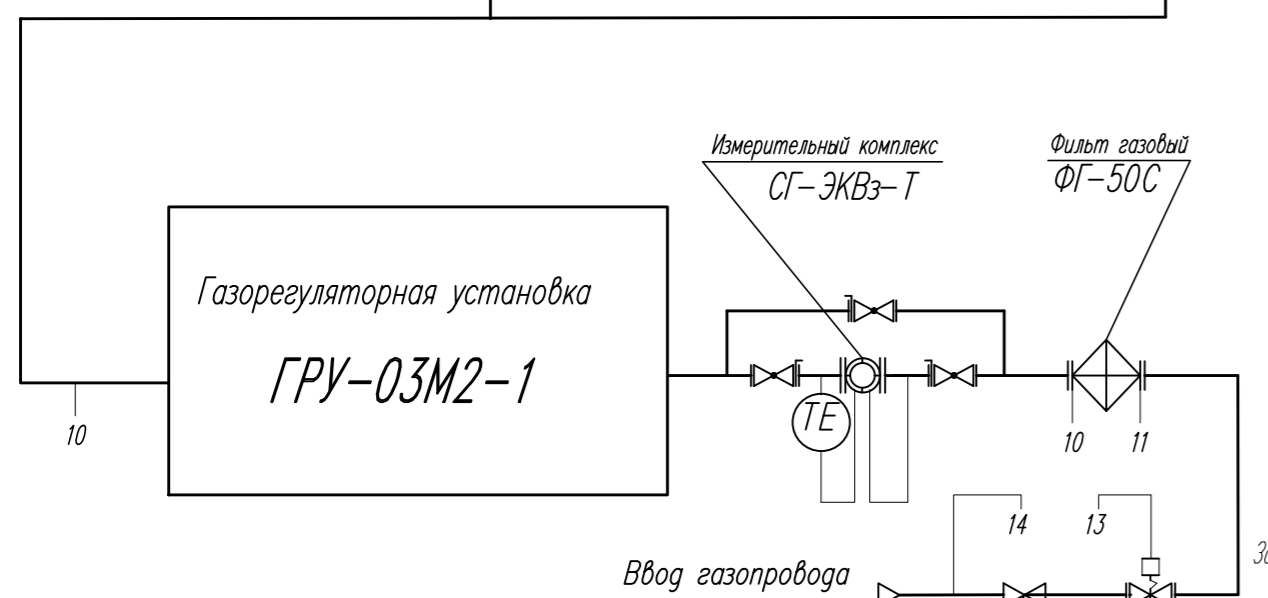 Измерительный комплекс
СГ-ЭКВз-Т
Фильт газовый
ФГ-50С
Газорегуляторная установка
ГРУ-03М2-1
10
ТЕ
10
11
14
13
Ввод газопровода